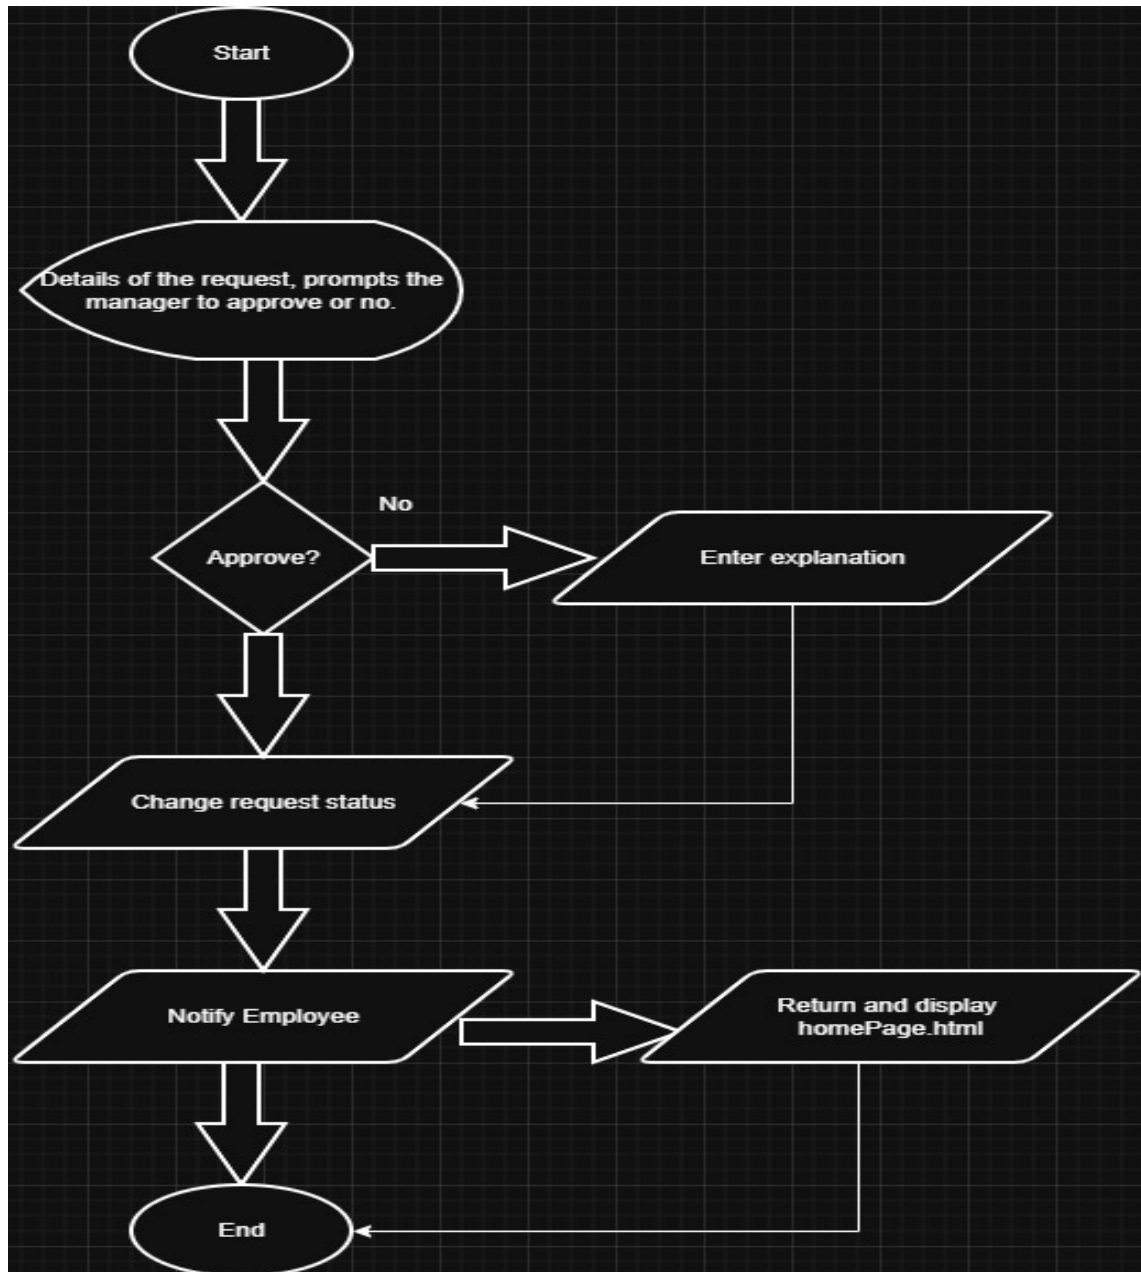 Start
Details of the request, prompts the
manager to approve or no.
No
Approve?
Enter explanation
Change request status
Notify Employee
Return and display
homePage.html
End